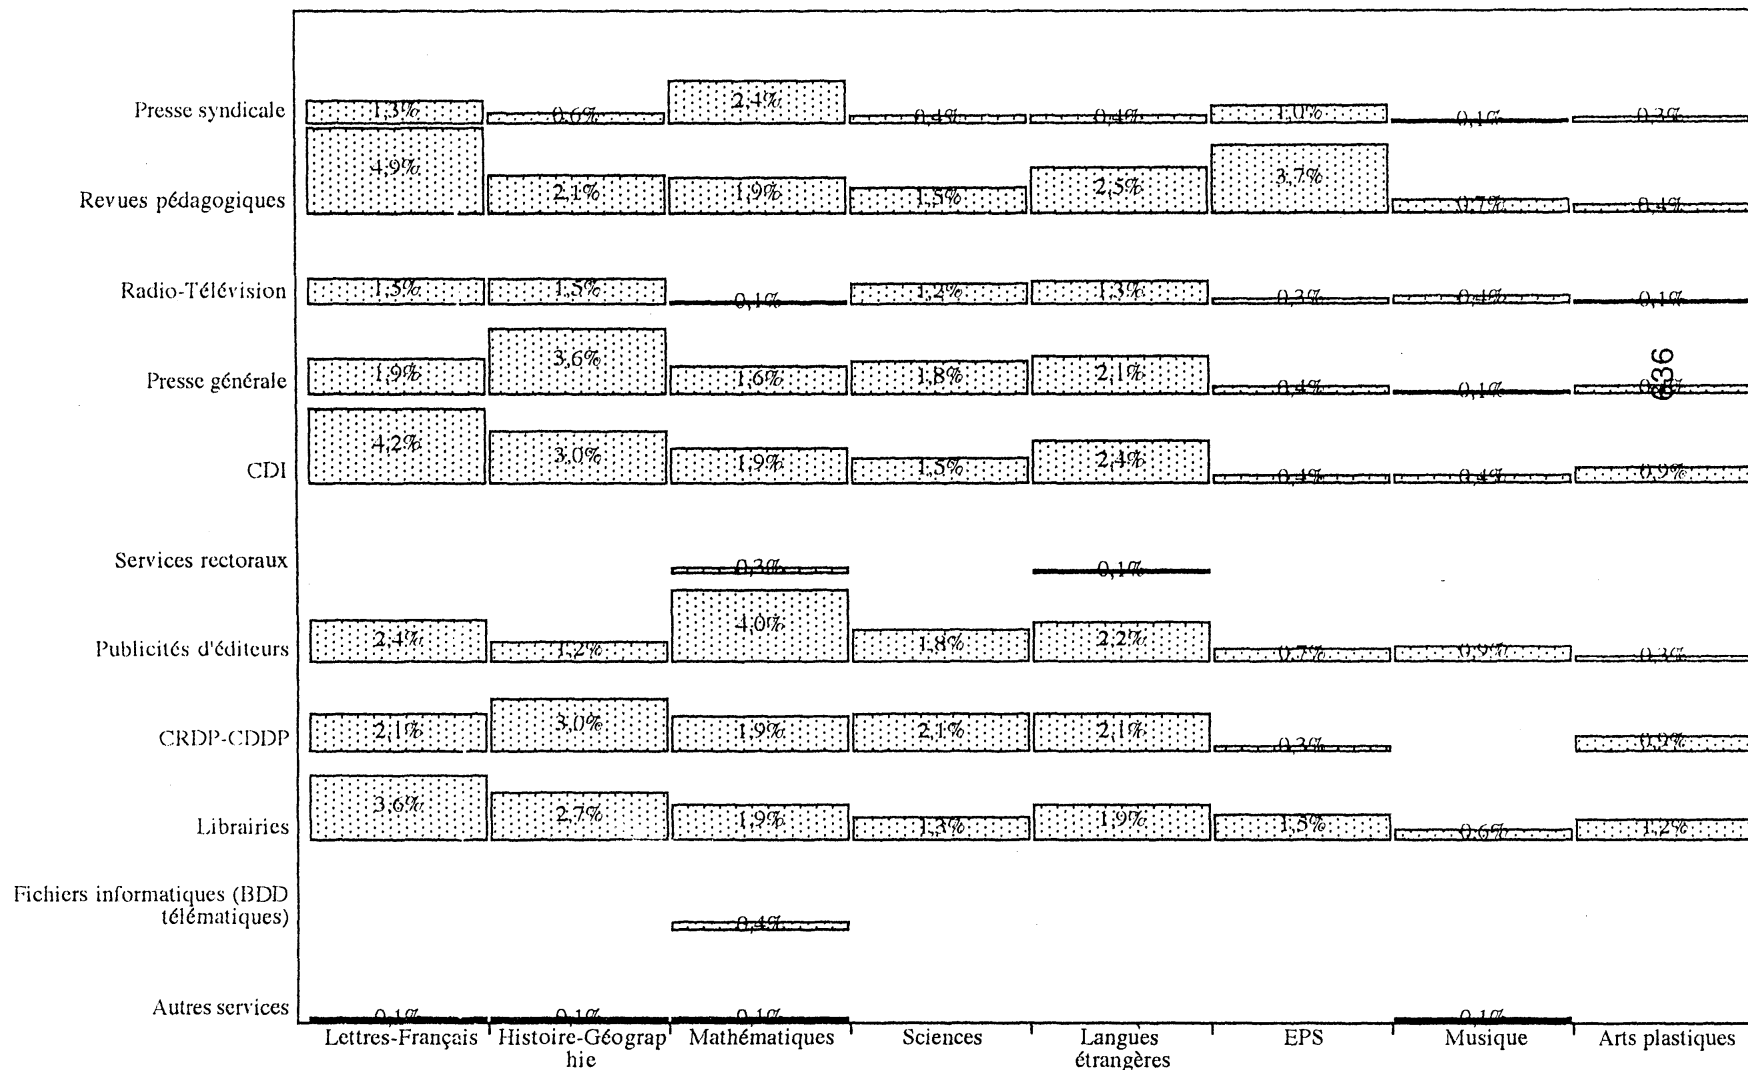 Presse syndicale 1,3% 0,6% 2,4% 0,4% 0,4% 1,0% 0,1% 0,3%
Revues pédagogiques 4,9% 2,1% 1,9% 1,5% 2,5% 3,7% 0,7% 0,4%
Radio-Télévision 1,5% 1,5% 0,1% 1,2% 1,3% 0,3% 0,4% 0,1%
Presse générale 1,9% 3,6% 1,6% 1,8% 2,1% 0,4% 0,1%
CDI 4,2% 3,0% 1,9% 1,5% 2,4% 0,4% 0,4% 0,9%
Services rectoraux 0,3% 0,1%
Publicités d'éditeurs 2,4% 1,2% 4,0% 1,8% 2,2% 0,7% 0,9% 0,3%
CRDP-CDDP 2,1% 3,0% 1,9% 2,1% 2,1% 0,3% 0,9%
Librairies 3,6% 2,7% 1,9% 1,3% 1,9% 1,5% 0,6% 1,2%
Fichiers informatiques (BDD
télématiques) 0,4%
Autres services 0,1% 0,1% 0,1% 0,1%
Lettres-Français Histoire-Géograp Mathématiques Sciences Langues EPS Musique Arts plastiques
hie étrangères